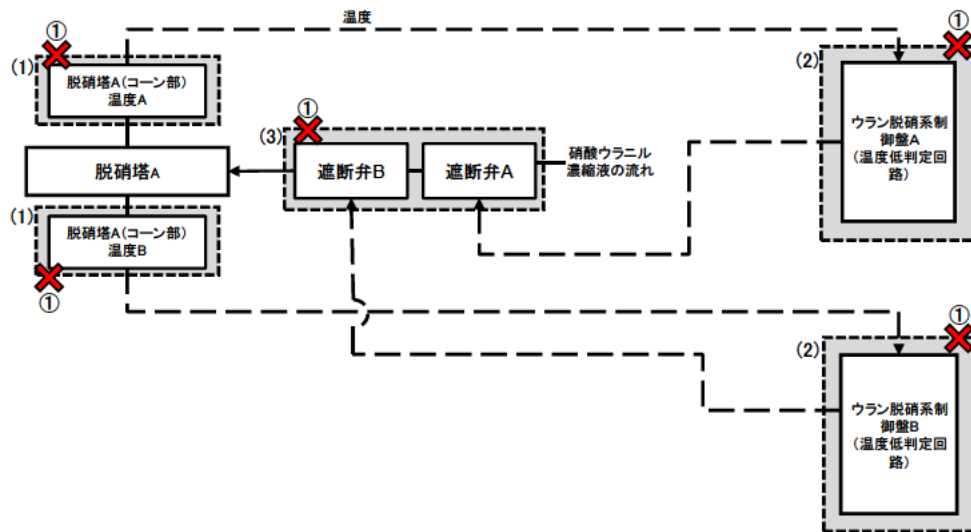 温度
①
(1)
脱硝塔A(コーン部)
温度A
脱硝塔A
(1)
脱硝塔A(コーン部)
温度B
①
①
(3)
遮断弁B
遮断弁A
硝酸ウラニル
濃縮液の流れ
①
(2)
ウラン脱硝系制
御盤A
(温度低判定回
路)
①
(2)
ウラン脱硝系制
御盤B
(温度低判定回
路)